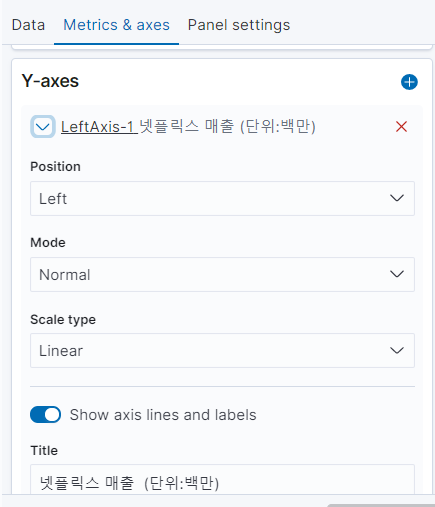 Data Metrics & axes Panel settings
Y-axes
LeftAxis-1 넷플릭스 매출 (단위:백만)
Position
Left
Mode
Normal
Scale type
Linear
Show axis lines and labels
Title
넷플릭스 매출 (단위:백만)